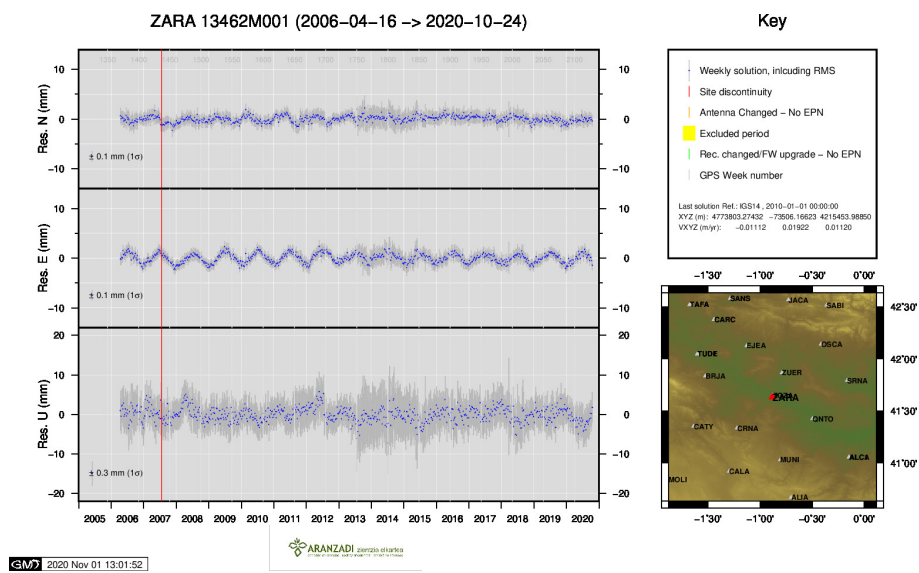 ZARA 13462M001 (2006−04−16 −> 2020−10−24)
1350 1400 1450 1500 1550 1600 1650 1700 1750 1800 1850 1900 1950 2000 2050 2100
Res. N (mm)
10 0 −10
10 0 −10
± 0.1 mm (1σ)
Res. E (mm)
10 0 −10
10 0 −10
± 0.1 mm (1σ)
Res. U (mm)
20 10 0 −10 −20
20 10 0 −10 −20
± 0.3 mm (1σ)
2005 2006 2007 2008 2009 2010 2011 2012 2013 2014 2015 2016 2017 2018 2019 2020
Key
Weekly solution, inlcuding RMS
Site discontinuity
Antenna Changed − No EPN
Excluded period
Rec. changed/FW upgrade − No EPN
GPS Week number
Last solution Ref.: IGS14 , 2010−01−01 00:00:00
XYZ (m): 4773803.27432 −73506.16623 4215453.98850
VXYZ (m/yr): −0.01112 0.01922 0.01120
−1˚30' −1˚00' −0˚30' 0˚00'
TAFA SANS JACA SABI
42˚30'
CARC
TUDE EJEA OSCA
42˚00'
BRJA ZUER SRNA
ZARA
41˚30'
CATY CRNA QNTO
MUNI ALCA
41˚00'
MOLI CALA
ALIA
−1˚30' −1˚00' −0˚30' 0˚00'
ARANZADI zientzia elkartea
GMT 2020 Nov 01 13:01:52